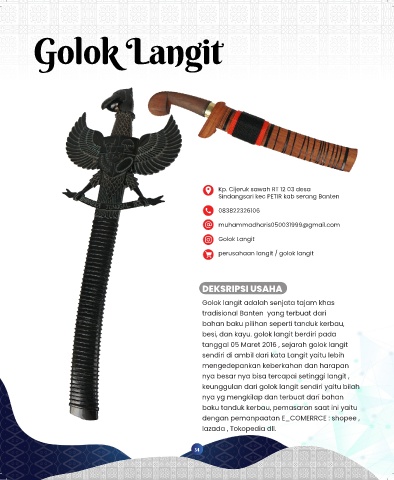 Golok Langit
Kp. Cijeruk sawah RT 12 03 desa
Sindangsari kec PETIR kab serang Banten
083822326106
muhammadharis050031999@gmail.com
Golok Langit
perusahaan langit / golok langit
DEKSRIPSI USAHA
Golok langit adalah senjata tajam khas
tradisional Banten yang terbuat dari
bahan baku pilihan seperti tanduk kerbau,
besi, dan kayu. golok langit berdiri pada
tanggal 05 Maret 2016 , sejarah golok langit
sendiri di ambil dari kata Langit yaitu lebih
mengedepankan keberkahan dan harapan
nya besar nya bisa tercapai setinggi langit ,
keunggulan dari golok langit sendiri yaitu bilah
nya yg mengkilap dan terbuat dari bahan
baku tanduk kerbau, pemasaran saat ini yaitu
dengan pemanpaatan E_COMERRCE : shopee ,
lazada , Tokopedia dll.